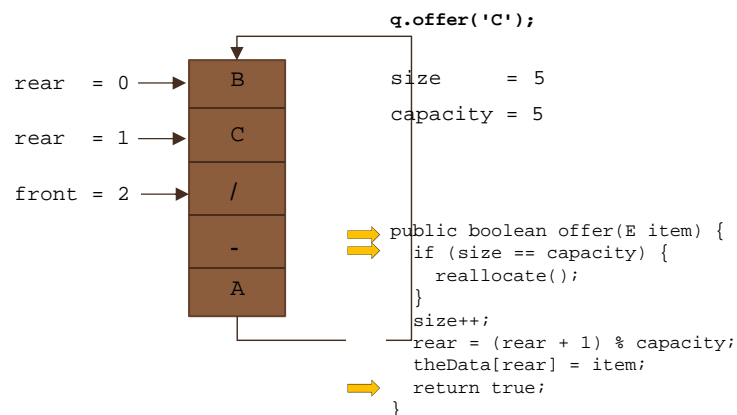 q.offer('C');
rear = 0
B
size = 5
capacity = 5
rear = 1
C
front = 2
/
-
A
public boolean offer(E item) {
if (size == capacity) {
reallocate();
}
size++;
rear = (rear + 1) % capacity;
theData[rear] = item;
return true;
}